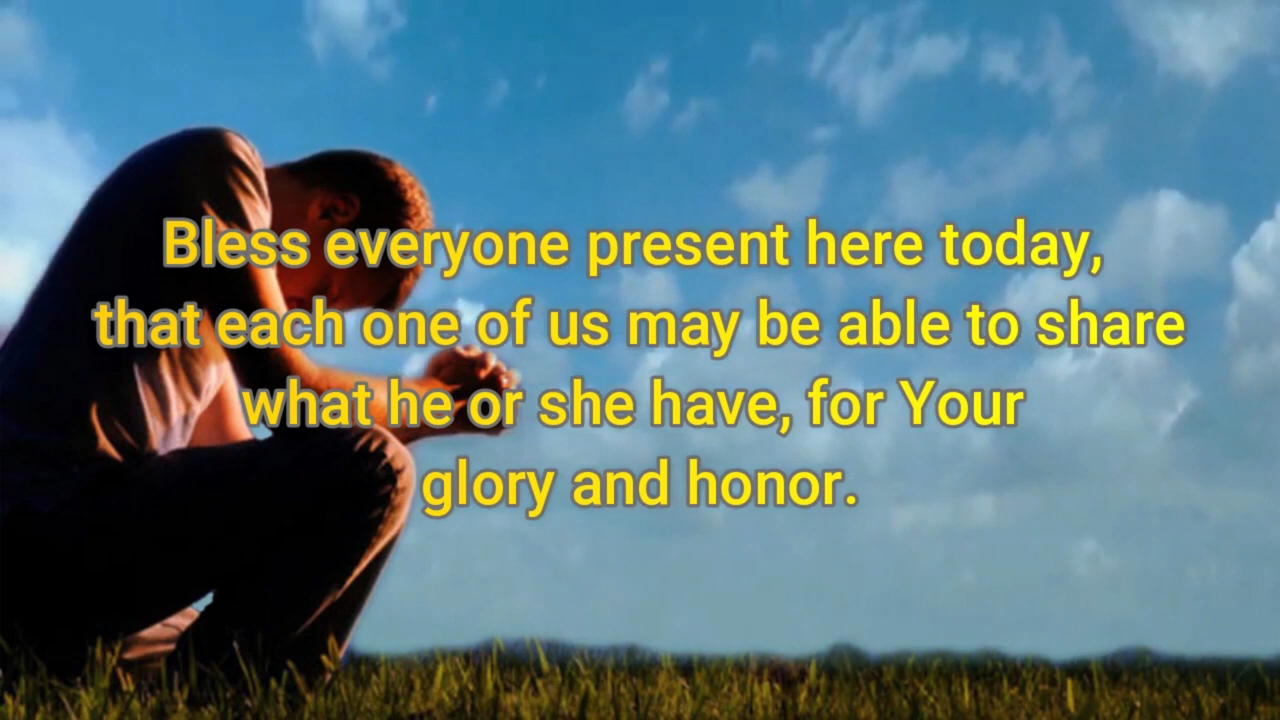 Bless everyone present here today,
that each one of us may be able to share
what he or she have, for Your
glory and honor.